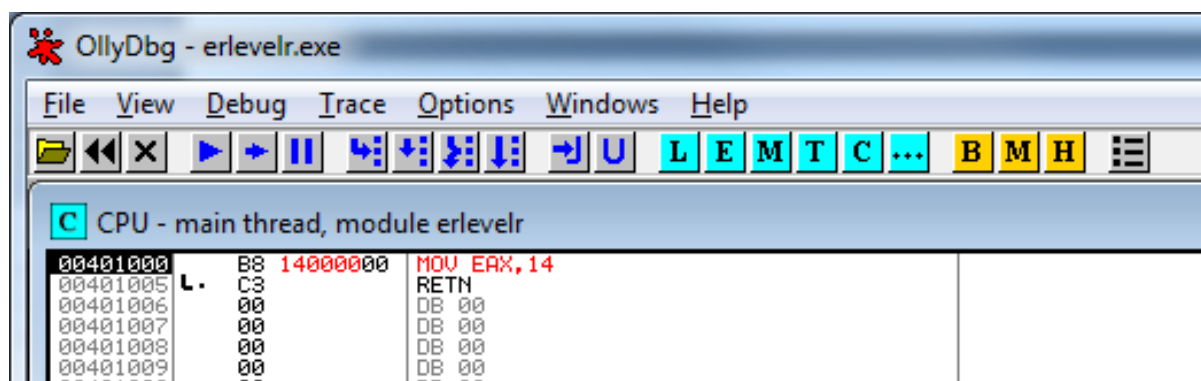 OllyDbg - erlevelr.exe
File View Debug Trace Options Windows Help
L E M T C ... B M H
C CPU - main thread, module erlevelr
00401000 B8 14000000 MOV EAX,14
00401005 C3 RETN
00401006 00 DB 00
00401007 00 DB 00
00401008 00 DB 00
00401009 00 DB 00